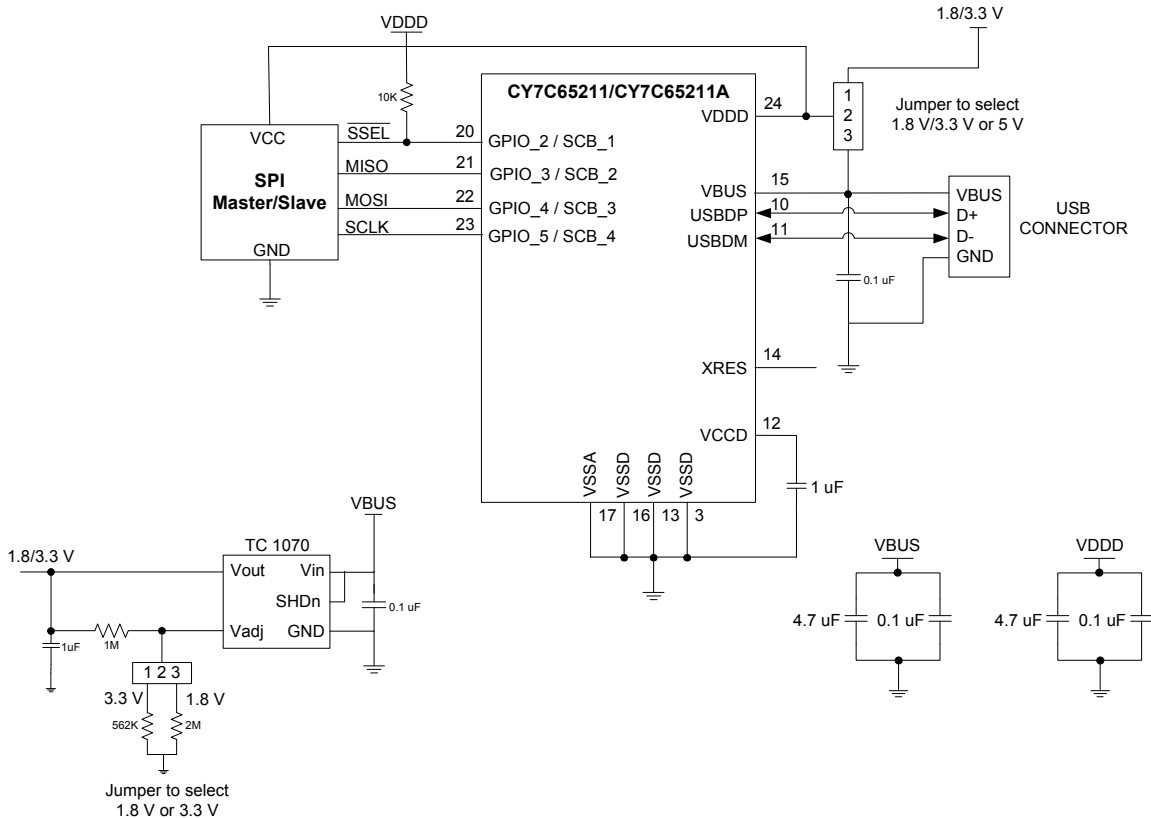 1.8/3.3 V
VDDD
10K
CY7C65211/CY7C65211A
VDDD
24
1
2
3
Jumper to select
1.8 V/3.3 V or 5 V
VCC
SPI
Master/Slave
GND
SSEL
20
GPIO_2 / SCB_1
MISO
21
GPIO_3 / SCB_2
MOSI
22
GPIO_4 / SCB_3
SCLK
23
GPIO_5 / SCB_4
VBUS
15
USBDP
10
USBDM
11
VBUS
D+
D-
GND
USB
CONNECTOR
0.1 uF
XRES
14
VCCD
12
1 uF
VSSA
VSSD
VSSD
VSSD
17
16
13
3
VBUS
1.8/3.3 V
TC 1070
Vout
Vin
SHDn
Vadj
GND
0.1 uF
1uF
1M
1 2 3
3.3 V
1.8 V
562K
2M
Jumper to select
1.8 V or 3.3 V
VBUS
4.7 uF
0.1 uF
VDDD
4.7 uF
0.1 uF